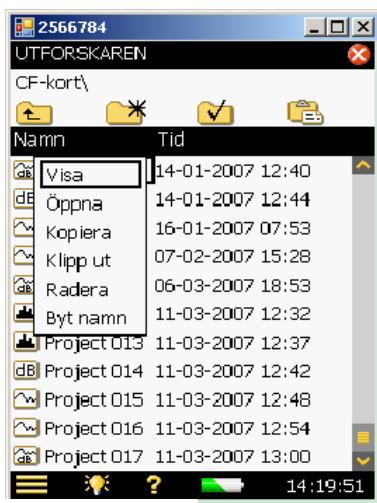 2566784
UTFORSKAREN
CF-kort\
Namn Tid
14-01-2007 12:40
Visa
dB 14-01-2007 12:44
Öppna
16-01-2007 07:53
Kopiera
07-02-2007 15:28
Klipp ut
dB 06-03-2007 18:53
Radera
11-03-2007 12:32
Byt namn
Project 013 11-03-2007 12:37
dB Project 014 11-03-2007 12:42
Project 015 11-03-2007 12:48
Project 016 11-03-2007 12:54
dB Project 017 11-03-2007 13:00
? 14:19:51